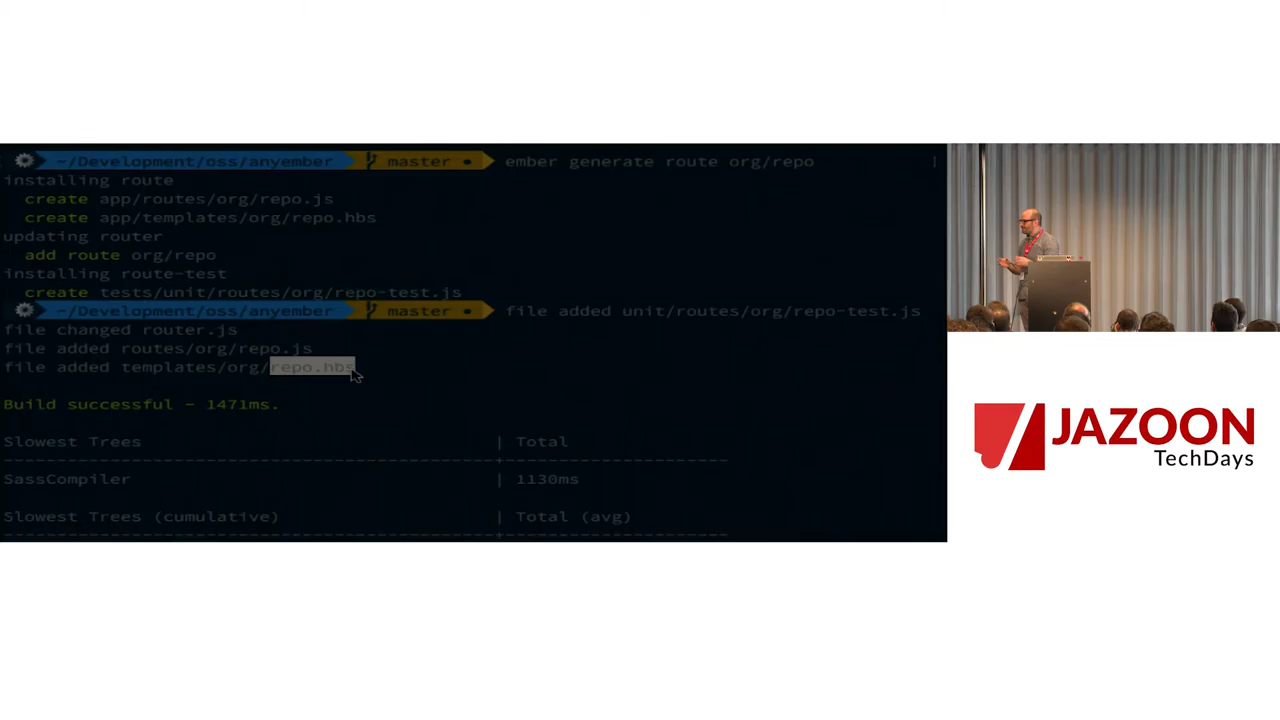 ~/Development/oss/anyember master ● ember generate route org/repo
installing route
create app/routes/org/repo.js
create app/templates/org/repo.hbs
updating router
add route org/repo
installing route-test
create tests/unit/routes/org/repo-test.js
~/Development/oss/anyember master ● file added unit/routes/org/repo-test.js
file changed router.js
file added routes/org/repo.js
file added templates/org/repo.hbs
Build successful - 1471ms.
Slowest Trees | Total
----------------------------------------------+---------------------
SassCompiler | 1130ms
Slowest Trees (cumulative) | Total (avg)
----------------------------------------------+---------------------
JAZOON
TechDays